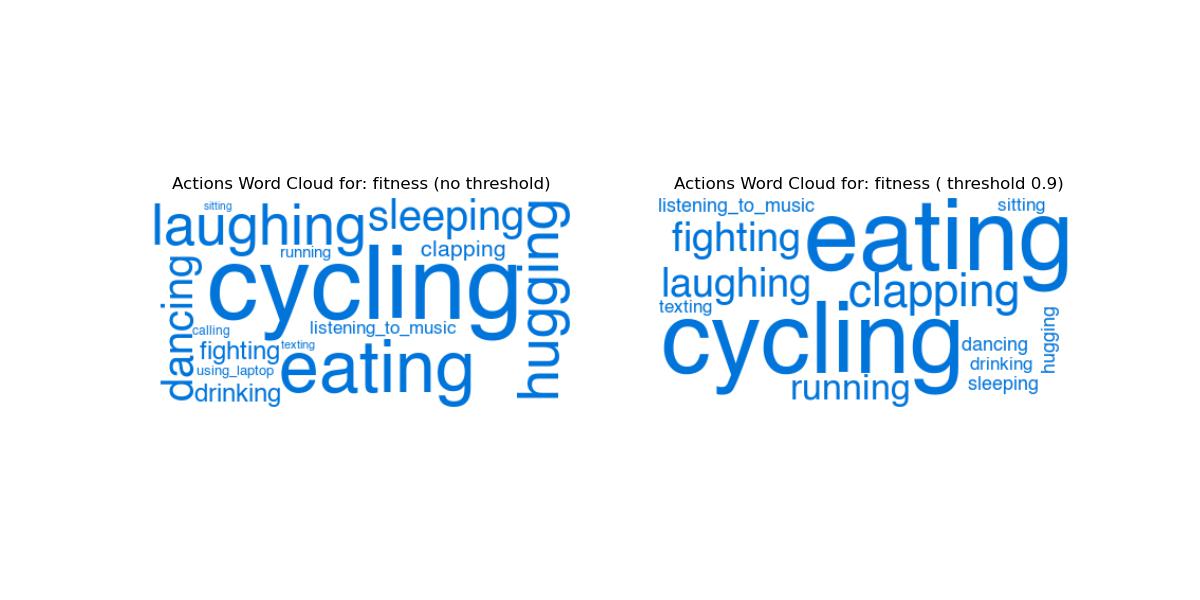 Actions Word Cloud for: fitness (no threshold)
sitting
laughing
sleeping
hugging
running
clapping
cycling
dancing
listening_to_music
calling
fighting
texting
eating
using_laptop
drinking
Actions Word Cloud for: fitness ( threshold 0.9)
listening_to_music
sitting
fighting
eating
laughing
clapping
texting
cycling
hugging
dancing
drinking
running
sleeping